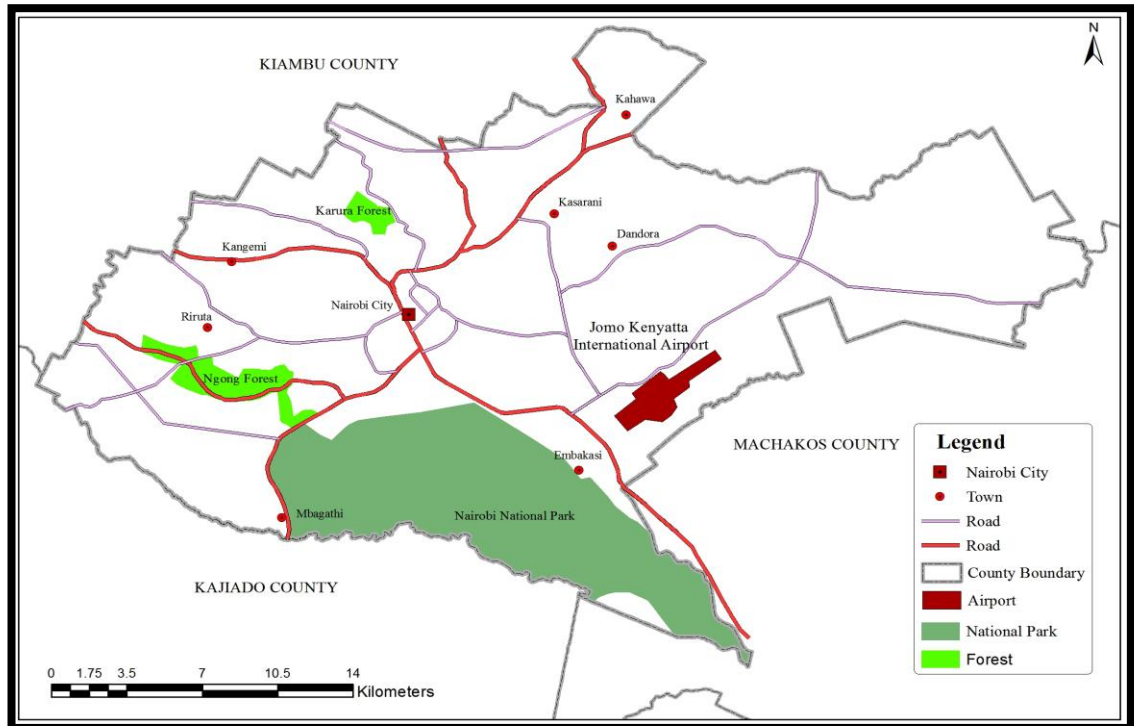 N
KIAMBU COUNTY
Kahawa
Karura Forest
Kasarani
Dandora
Kangemi
Nairobi City
Riruta
Jomo Kenyatta
International Airport
Ngong Forest
MACHAKOS COUNTY
Embakasi
Mbagathi
Nairobi National Park
KAJIADO COUNTY
Legend
Nairobi City
Town
Road
Road
County Boundary
Airport
National Park
Forest
0 1.75 3.5 7 10.5 14
Kilometers